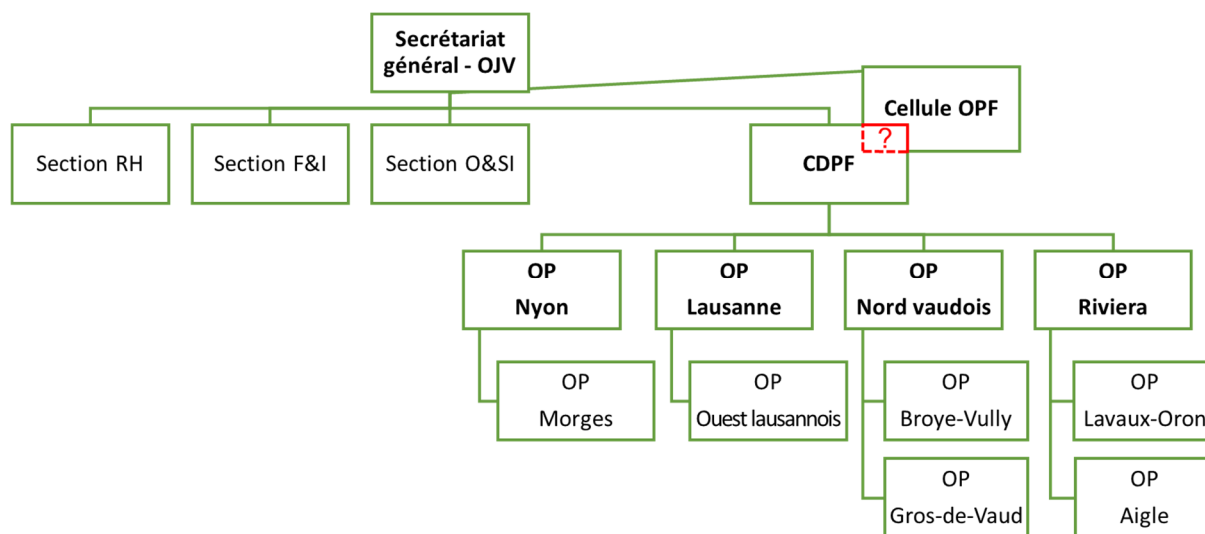 Secrétariat
général - OJV
Cellule OPF
?
Section RH
Section F&I
Section O&SI
CDPF
OP
Nyon
OP
Lausanne
OP
Nord vaudois
OP
Riviera
OP
Morges
OP
Ouest lausannois
OP
Broye-Vully
OP
Lavaux-Oron
OP
Gros-de-Vaud
OP
Aigle